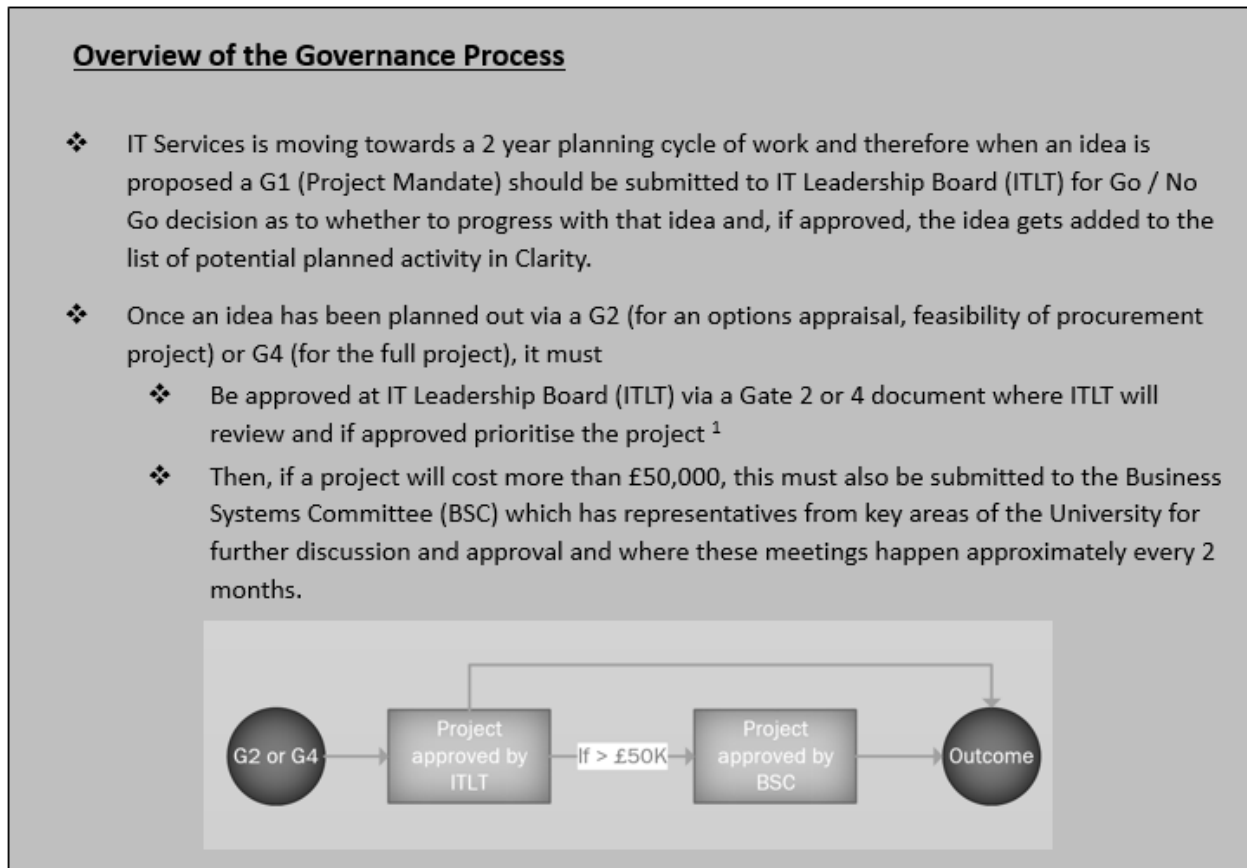 Overview of the Governance Process
❖ IT Services is moving towards a 2 year planning cycle of work and therefore when an idea is
proposed a G1 (Project Mandate) should be submitted to IT Leadership Board (ITLT) for Go / No
Go decision as to whether to progress with that idea and, if approved, the idea gets added to the
list of potential planned activity in Clarity.
❖ Once an idea has been planned out via a G2 (for an options appraisal, feasibility of procurement
project) or G4 (for the full project), it must
❖ Be approved at IT Leadership Board (ITLT) via a Gate 2 or 4 document where ITLT will
review and if approved prioritise the project ¹
❖ Then, if a project will cost more than £50,000, this must also be submitted to the Business
Systems Committee (BSC) which has representatives from key areas of the University for
further discussion and approval and where these meetings happen approximately every 2
months.
G2 or G4
Project
approved by
ITLT
If > £50K
Project
approved by
BSC
Outcome